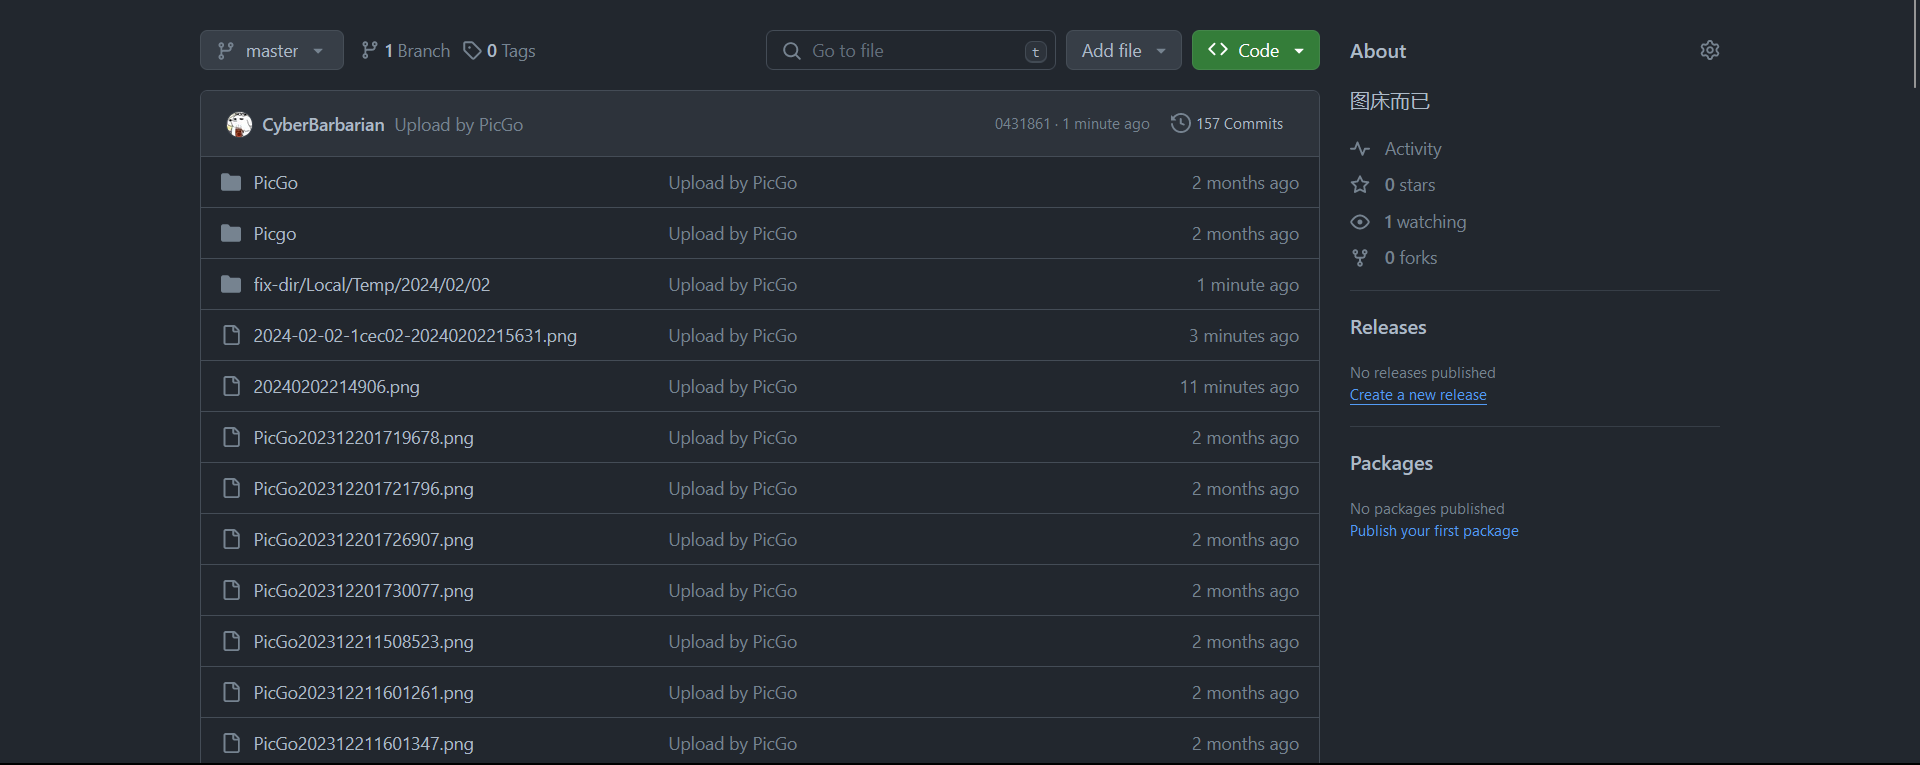 master 1 Branch 0 Tags Go to file t Add file Code
CyberBarbarian Upload by PicGo 0431861 · 1 minute ago 157 Commits
PicGo Upload by PicGo 2 months ago
Picgo Upload by PicGo 2 months ago
fix-dir/Local/Temp/2024/02/02 Upload by PicGo 1 minute ago
2024-02-02-1cec02-20240202215631.png Upload by PicGo 3 minutes ago
20240202214906.png Upload by PicGo 11 minutes ago
PicGo202312201719678.png Upload by PicGo 2 months ago
PicGo202312201721796.png Upload by PicGo 2 months ago
PicGo202312201726907.png Upload by PicGo 2 months ago
PicGo202312201730077.png Upload by PicGo 2 months ago
PicGo202312211508523.png Upload by PicGo 2 months ago
PicGo202312211601261.png Upload by PicGo 2 months ago
PicGo202312211601347.png Upload by PicGo 2 months ago
About
图床而已
Activity
0 stars
1 watching
0 forks
Releases
No releases published
Create a new release
Packages
No packages published
Publish your first package